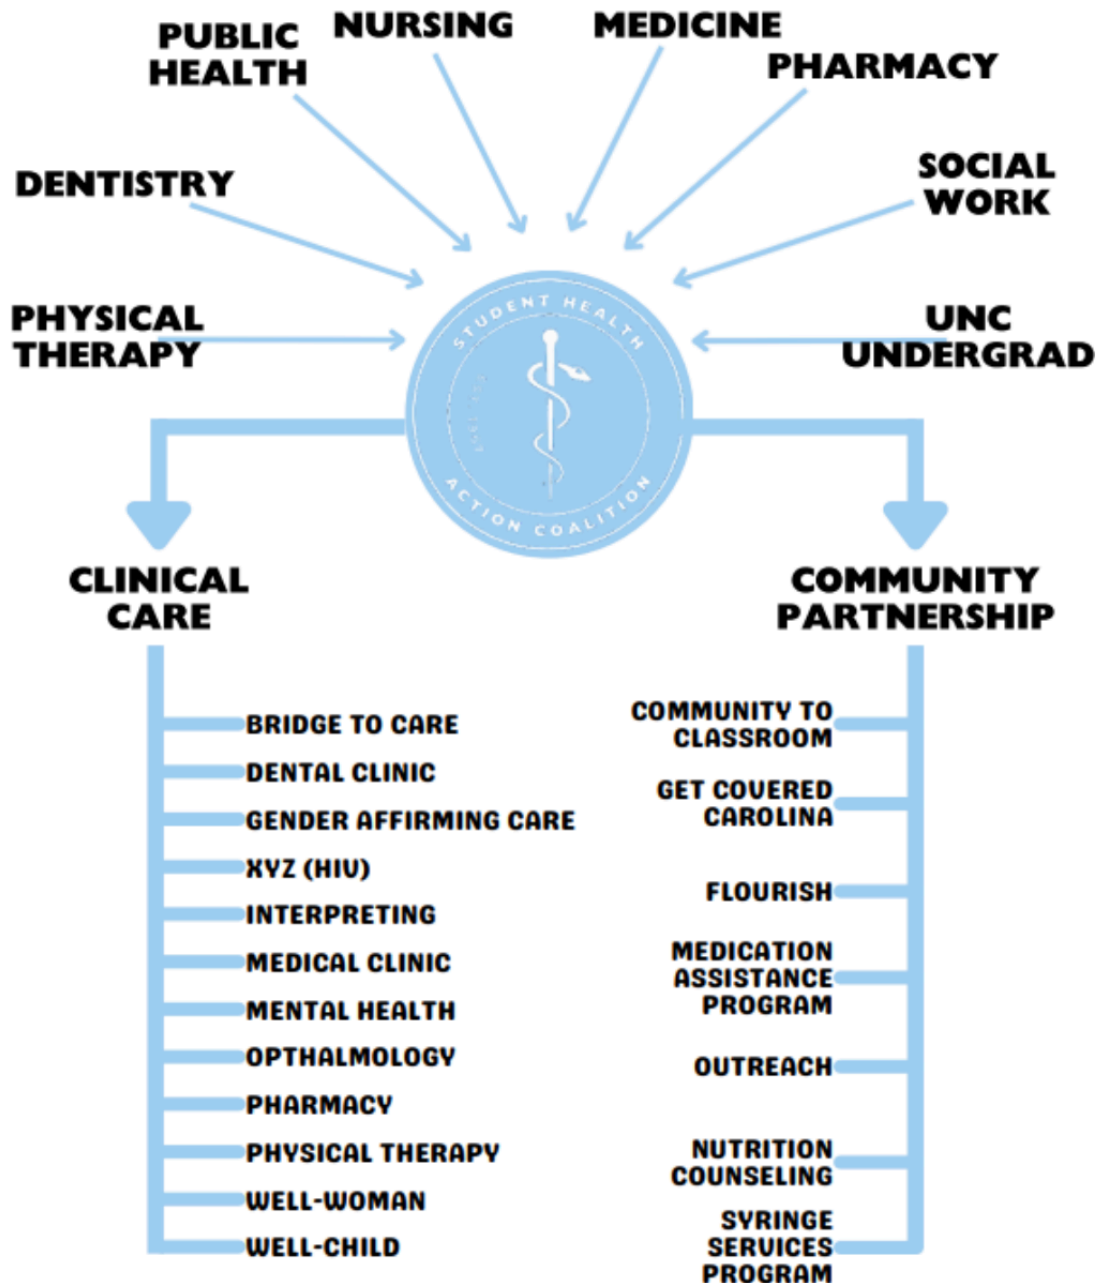 PUBLIC
HEALTH
NURSING
MEDICINE
PHARMACY
DENTISTRY
SOCIAL
WORK
PHYSICAL
THERAPY
UNC
UNDERGRAD
STUDENT HEALTH
ACTION COALITION
CLINICAL
CARE
BRIDGE TO CARE
DENTAL CLINIC
GENDER AFFIRMING CARE
XYZ (HIV)
INTERPRETING
MEDICAL CLINIC
MENTAL HEALTH
OPTHALMOLOGY
PHARMACY
PHYSICAL THERAPY
WELL-WOMAN
WELL-CHILD
COMMUNITY
PARTNERSHIP
COMMUNITY TO
CLASSROOM
GET COVERED
CAROLINA
FLOURISH
MEDICATION
ASSISTANCE
PROGRAM
OUTREACH
NUTRITION
COUNSELING
SYRINGE
SERVICES
PROGRAM